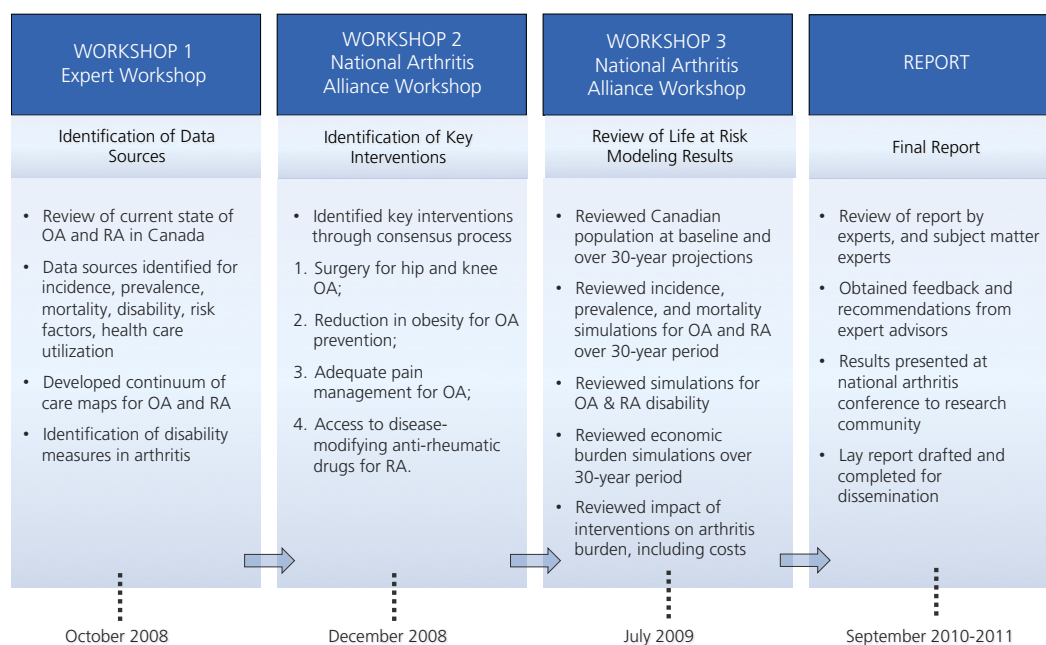 WORKSHOP 1
Expert Workshop
Identification of Data
Sources
• Review of current state of
OA and RA in Canada
• Data sources identified for
incidence, prevalence,
mortality, disability, risk
factors, health care
utilization
• Developed continuum of
care maps for OA and RA
• Identification of disability
measures in arthritis
October 2008
WORKSHOP 2
National Arthritis
Alliance Workshop
Identification of Key
Interventions
• Identified key interventions
through consensus process
1. Surgery for hip and knee
OA;
2. Reduction in obesity for OA
prevention;
3. Adequate pain
management for OA;
4. Access to disease-
modifying anti-rheumatic
drugs for RA.
December 2008
WORKSHOP 3
National Arthritis
Alliance Workshop
Review of Life at Risk
Modeling Results
• Reviewed Canadian
population at baseline and
over 30-year projections
• Reviewed incidence,
prevalence, and mortality
simulations for OA and RA
over 30-year period
• Reviewed simulations for
OA & RA disability
• Reviewed economic
burden simulations over
30-year period
• Reviewed impact of
interventions on arthritis
burden, including costs
July 2009
REPORT
Final Report
• Review of report by
experts, and subject matter
experts
• Obtained feedback and
recommendations from
expert advisors
• Results presented at
national arthritis
conference to research
community
• Lay report drafted and
completed for
dissemination
September 2010-2011